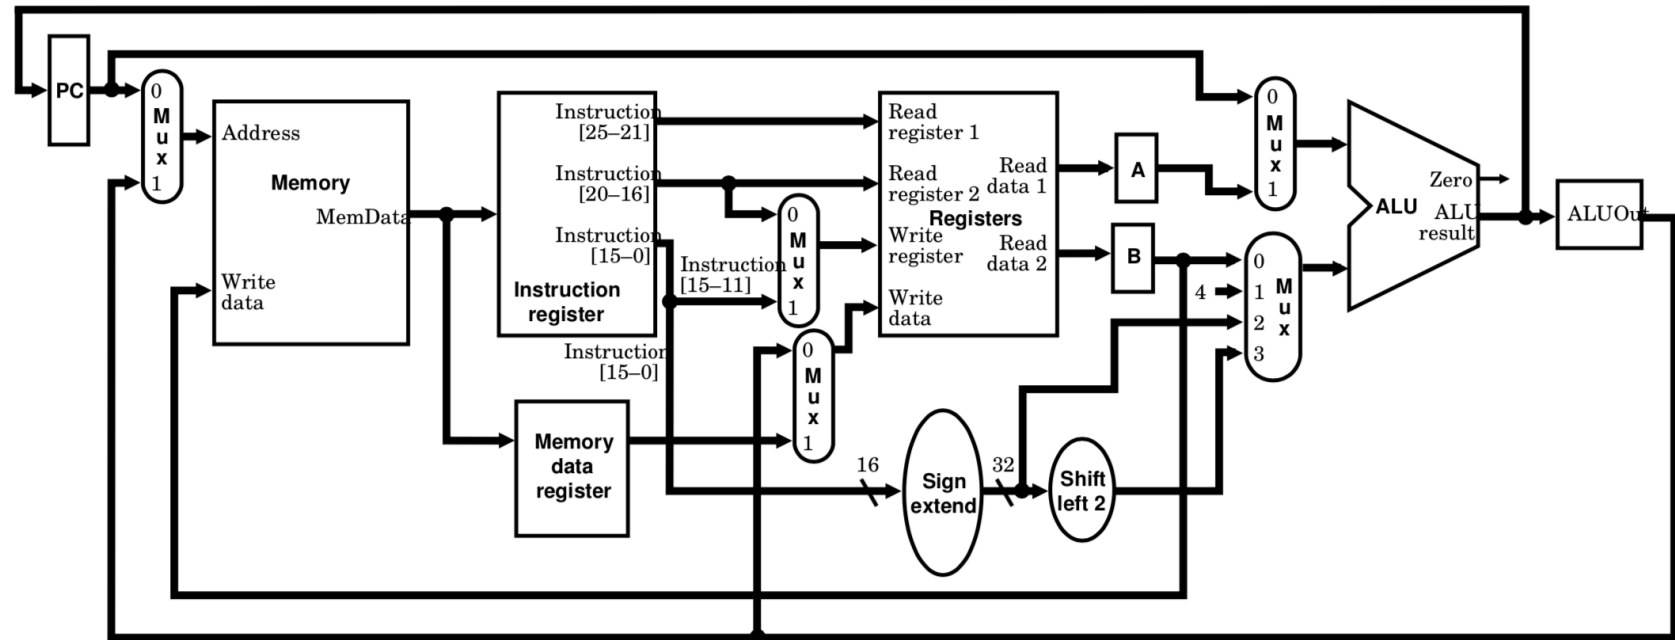 PC
0
M
u
x
1
Address
Memory
MemData
Write
data
Instruction
[25–21]
Instruction
[20–16]
Instruction
[15–0]
Instruction
register
Instruction
[15–0]
Instruction
[15–11]
0
M
u
x
1
Memory
data
register
0
M
u
x
1
Read
register 1
Read
register 2
Registers
Write
register
Write
data
Read
data 1
Read
data 2
16
Sign
extend
32
Shift
left 2
A
B
4
0
M
u
x
1
0
1
2
3
M
u
x
ALU
Zero
ALU
result
ALUOut